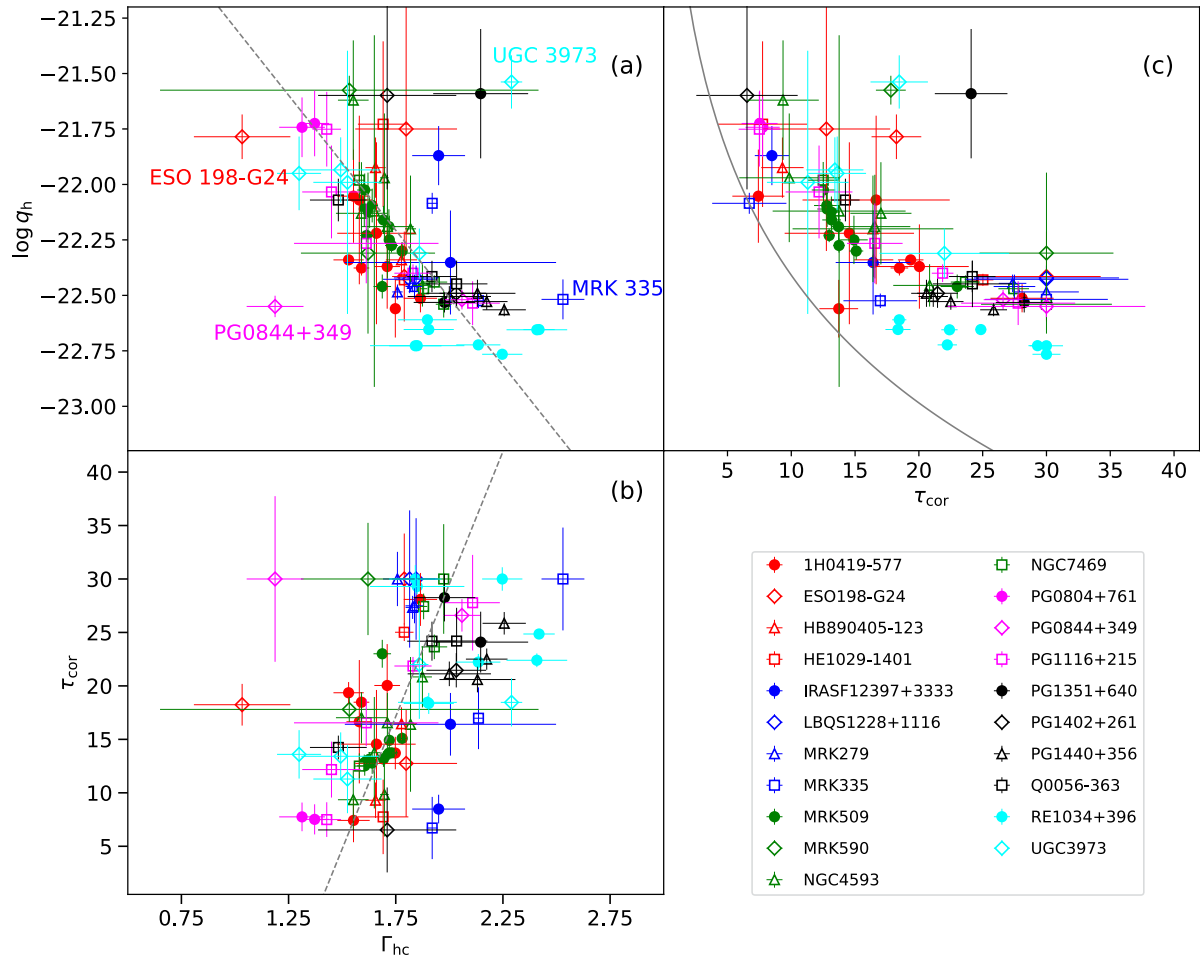 −21.25
−21.50
−21.75
−22.00
−22.25
−22.50
−22.75
−23.00
log q_h
UGC 3973
(a)
ESO 198-G24
MRK 335
PG0844+349
(c)
5 10 15 20 25 30 35 40
τ_cor
40
35
30
25
20
15
10
5
τ_cor
(b)
0.75 1.25 1.75 2.25 2.75
Γ_hc
1H0419-577
ESO198-G24
HB890405-123
HE1029-1401
IRASF12397+3333
LBQS1228+1116
MRK279
MRK335
MRK509
MRK590
NGC4593
NGC7469
PG0804+761
PG0844+349
PG1116+215
PG1351+640
PG1402+261
PG1440+356
Q0056-363
RE1034+396
UGC3973